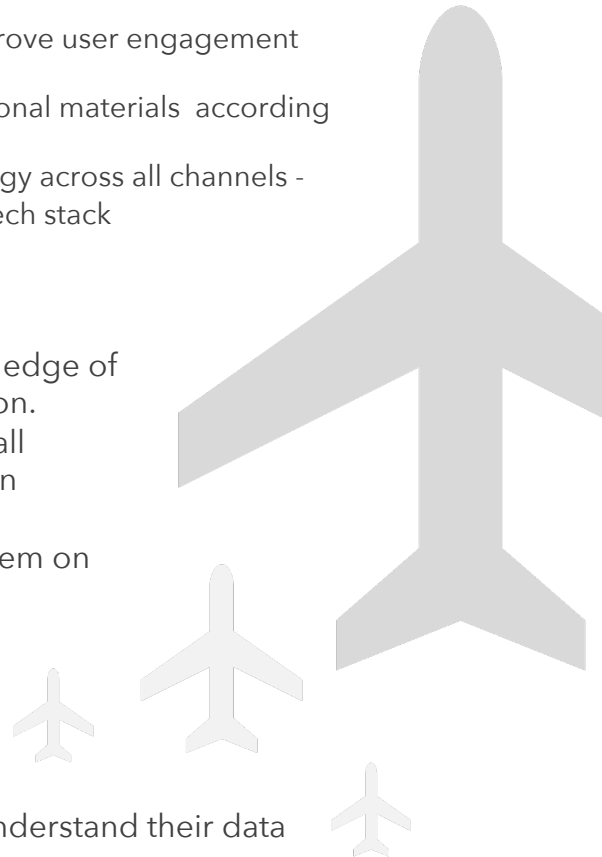 rove user engagement
onal materials  according
gy across all channels -
ech stack
edge of
on.
all
n
em on
nderstand their data